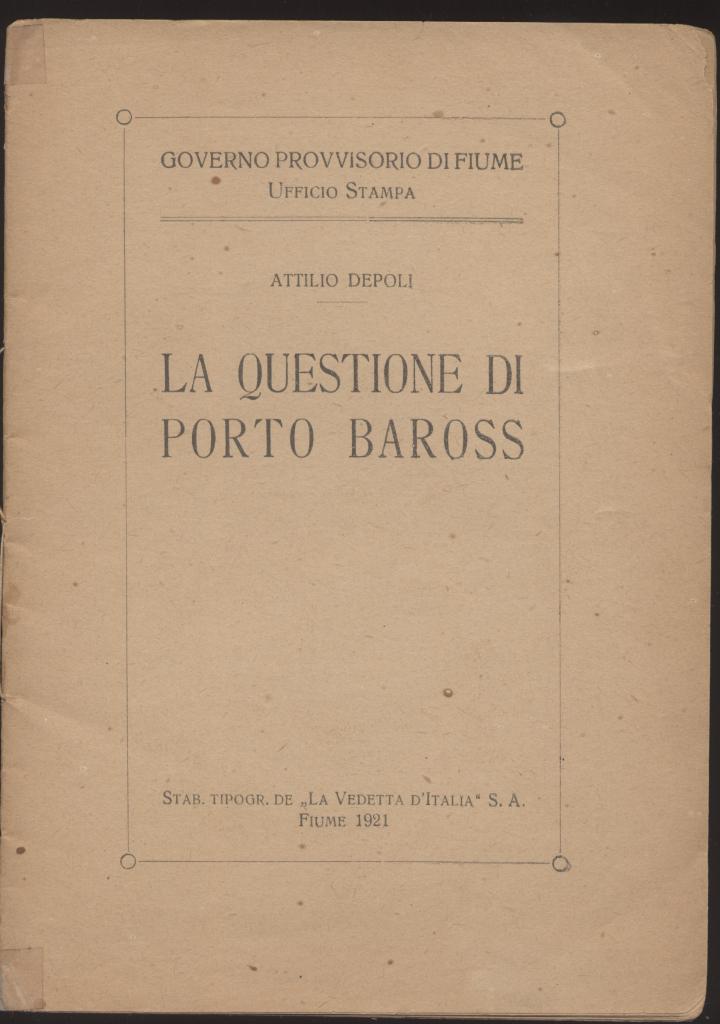 GOVERNO PROVVISORIO DI FIUME
UFFICIO STAMPA
ATTILIO DEPOLI
LA QUESTIONE DI
PORTO BAROSS
STAB. TIPOGR. DE „LA VEDETTA D'ITALIA“ S. A.
FIUME 1921